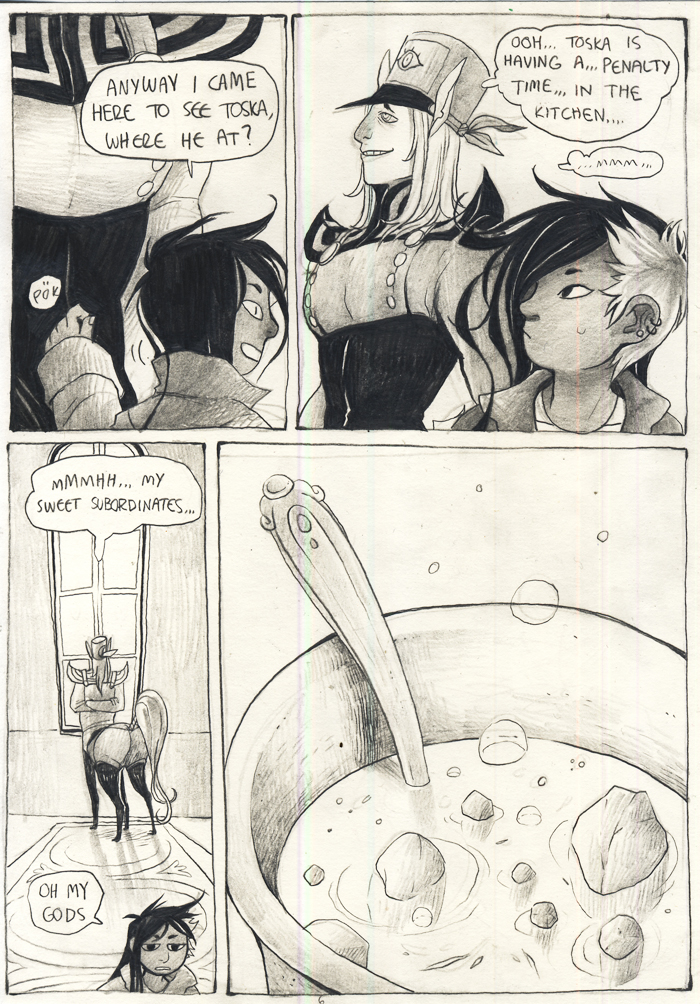 ANYWAY I CAME
HERE TO SEE TOSKA,
WHERE HE AT?
PÖK
OOH... TOSKA IS
HAVING A... PENALTY
TIME... IN THE
KITCHEN....
...MMM...
MMMHH... MY
SWEET SUBORDINATES...
OH MY
GODS
6